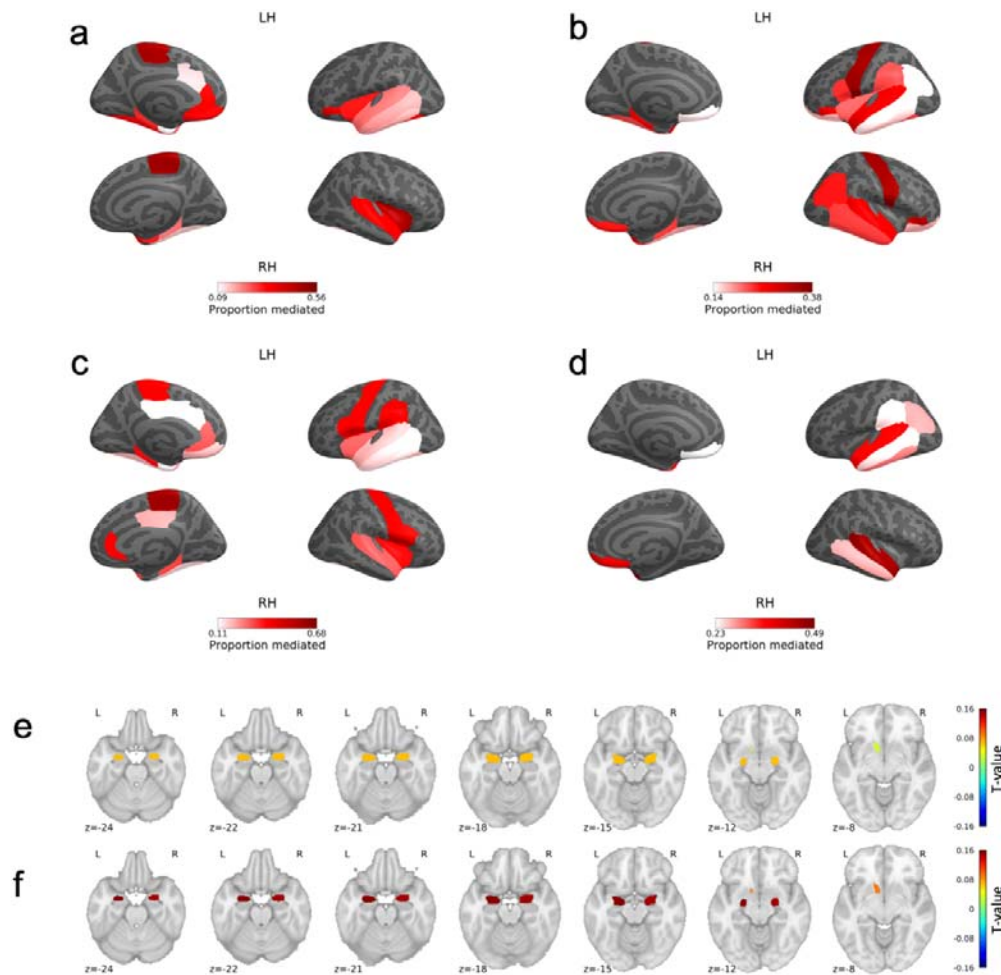 a
LH
b
LH
RH
0.09 0.56
Proportion mediated
RH
0.14 0.38
Proportion mediated
c
LH
d
LH
RH
0.11 0.68
Proportion mediated
RH
0.23 0.49
Proportion mediated
e
L R L R L R L R L R L R L R
z=-24 z=-22 z=-21 z=-18 z=-15 z=-12 z=-8
0.16
0.08
0
-0.08
-0.16
T-value
f
L R L R L R L R L R L R L R
z=-24 z=-22 z=-21 z=-18 z=-15 z=-12 z=-8
0.16
0.08
0
-0.08
-0.16
T-value